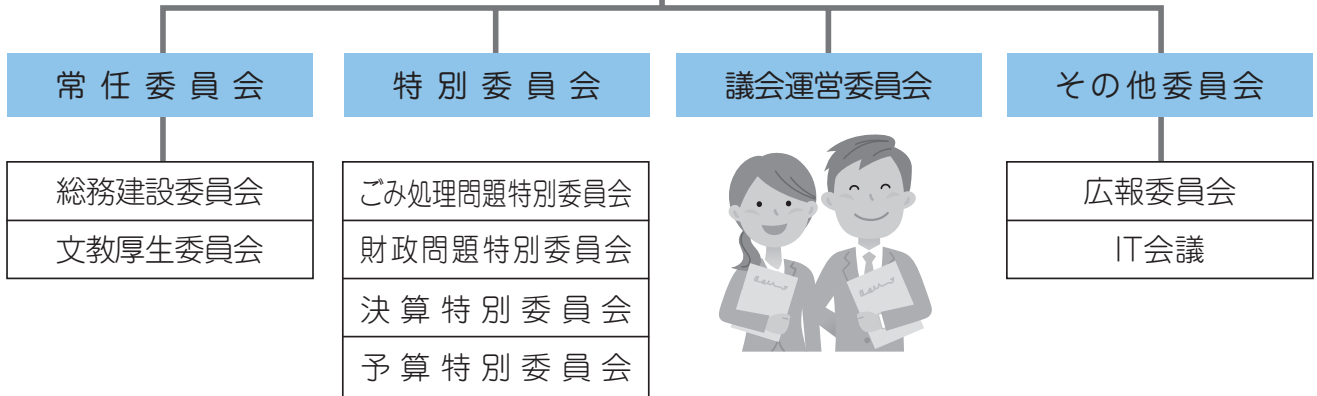 常任委員会
特別委員会
議会運営委員会
その他委員会
総務建設委員会
文教厚生委員会
ごみ処理問題特別委員会
財政問題特別委員会
決算特別委員会
予算特別委員会
広報委員会
IT会議